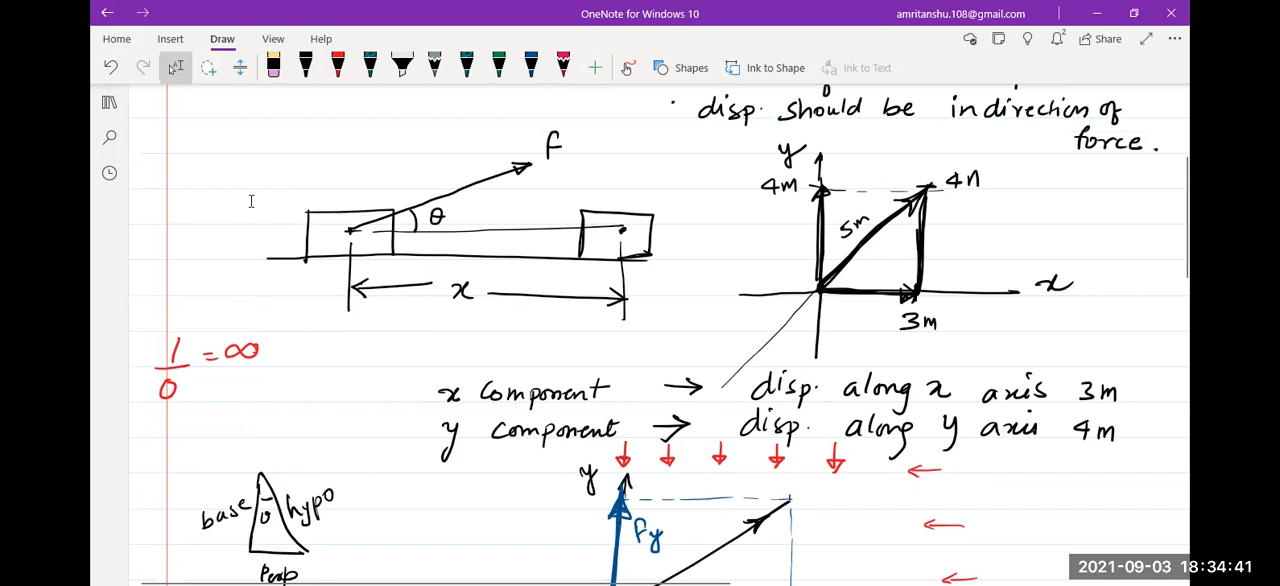 OneNote for Windows 10
amritanshu.108@gmail.com
Home Insert Draw View Help
Share
Shapes Ink to Shape Ink to Text
disp. should be in direction of
force.
F
θ
x
y
4m
4n
5m
x
3m
1/0 = ∞
x component → disp. along x axis 3m
y component → disp. along y axis 4m
y
Fy
base
θ
hypo
Perp
2021-09-03 18:34:41